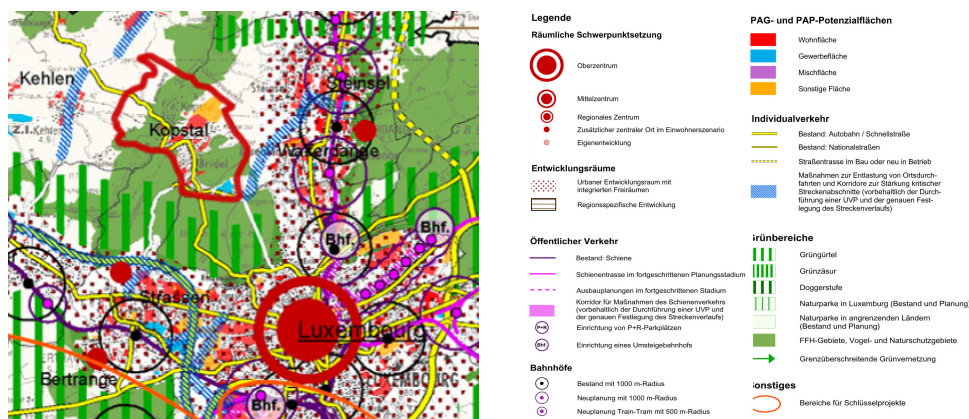 Kehlen
Steinsel
Z.I. Kehlen
Kopstal
Bridel
Walferdange
Bhf.
Bhf.
Strassen
Luxembourg
Bertrange
LUXEMBOURG
Bhf.
Legende
Räumliche Schwerpunktsetzung
Oberzentrum
Mittelzentrum
Regionales Zentrum
Zusätzlicher zentraler Ort im Einwohnerszenario
Eigenentwicklung
Entwicklungsräume
Urbaner Entwicklungsraum mit
integrierten Freiräumen
Regionsspezifische Entwicklung
Öffentlicher Verkehr
Bestand: Schiene
Schienentrasse im fortgeschrittenen Planungsstadium
Ausbauplanungen im fortgeschrittenen Stadium
Korridor für Maßnahmen des Schienenverkehrs
(vorbehaltlich der Durchführung einer UVP und
der genauen Festlegung des Streckenverlaufs)
P+R Einrichtung von P+R-Parkplätzen
Bhf Einrichtung eines Umsteigebahnhofs
Bahnhöfe
Bestand mit 1000 m-Radius
Neuplanung mit 1000 m-Radius
Neuplanung Train-Tram mit 500 m-Radius
PAG- und PAP-Potenzialflächen
Wohnfläche
Gewerbefläche
Mischfläche
Sonstige Fläche
Individualverkehr
Bestand: Autobahn / Schnellstraße
Bestand: Nationalstraßen
Straßentrasse im Bau oder neu in Betrieb
Maßnahmen zur Entlastung von Ortsdurch-
fahrten und Korridore zur Stärkung kritischer
Streckenabschnitte (vorbehaltlich der Durch-
führung einer UVP und der genauen Fest-
legung des Streckenverlaufs)
Grünbereiche
Grüngürtel
Grünzäsur
Doggerstufe
Naturparke in Luxemburg (Bestand und Planung)
Naturparke in angrenzenden Ländern
(Bestand und Planung)
FFH-Gebiete, Vogel- und Naturschutzgebiete
Grenzüberschreitende Grünvernetzung
Sonstiges
Bereiche für Schlüsselprojekte